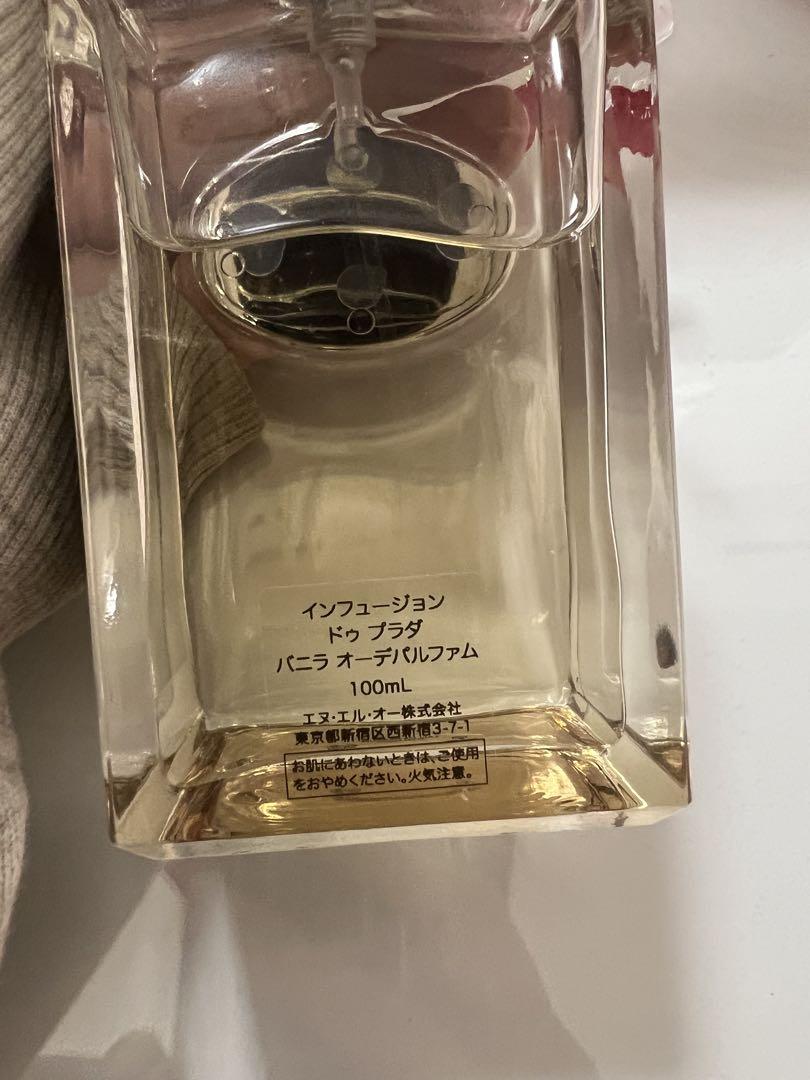 インフュージョン
ドゥ プラダ
バニラ オーデパルファム
100mL
エヌ・エル・オー株式会社
東京都新宿区西新宿3-7-1
お肌にあわないときは、ご使用
をおやめください。火気注意。